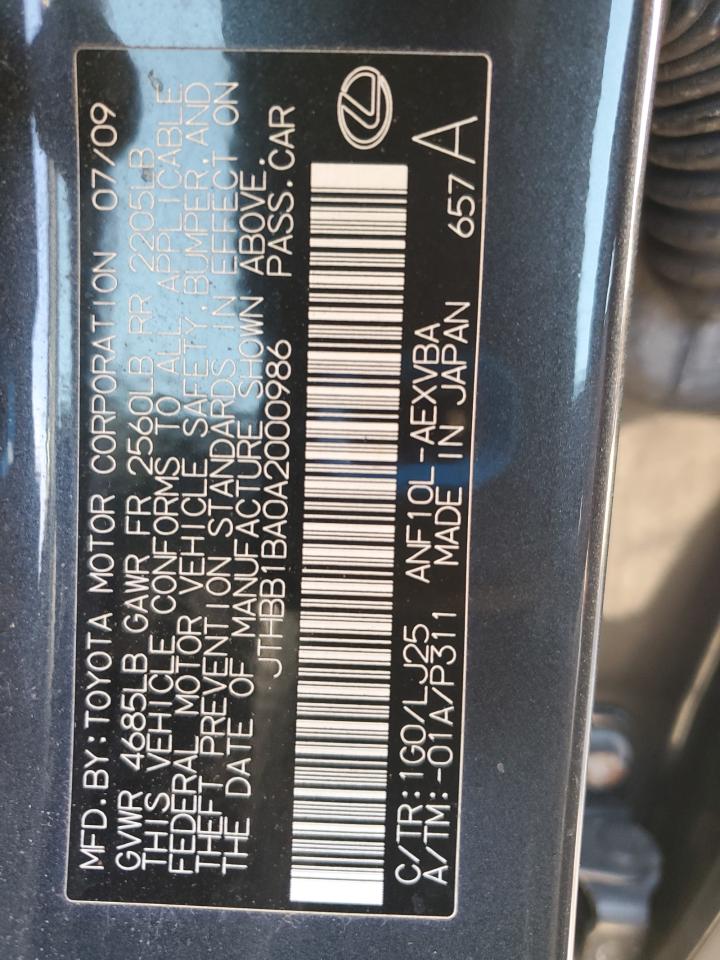 MFD.BY:TOYOTA MOTOR CORPORATION 07/09
GVWR 4685LB GAWR FR 2560LB RR 2205LB
THIS VEHICLE CONFORMS TO ALL APPLICABLE
FEDERAL MOTOR VEHICLE SAFETY,BUMPER,AND
THEFT PREVENTION STANDARDS IN EFFECT ON
THE DATE OF MANUFACTURE SHOWN ABOVE.
JTHBB1BA0A2000986 PASS.CAR
C/TR:1G0/LJ25 ANF10L-AEXVBA 657A
A/TM:-01A/P311 MADE IN JAPAN